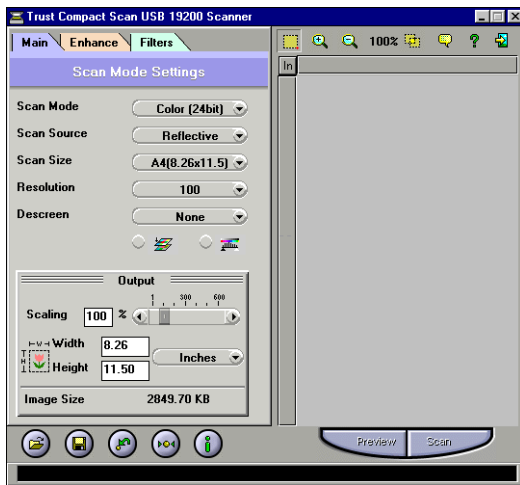 Trust Compact Scan USB 19200 Scanner
Main Enhance Filters
100% ?
Scan Mode Settings
In
Scan Mode Color (24bit)
Scan Source Reflective
Scan Size A4(8.26x11.5)
Resolution 100
Descreen None
Output
1 300 600
Scaling 100 %
W Width 8.26
Inches
H Height 11.50
Image Size 2849.70 KB
Preview Scan